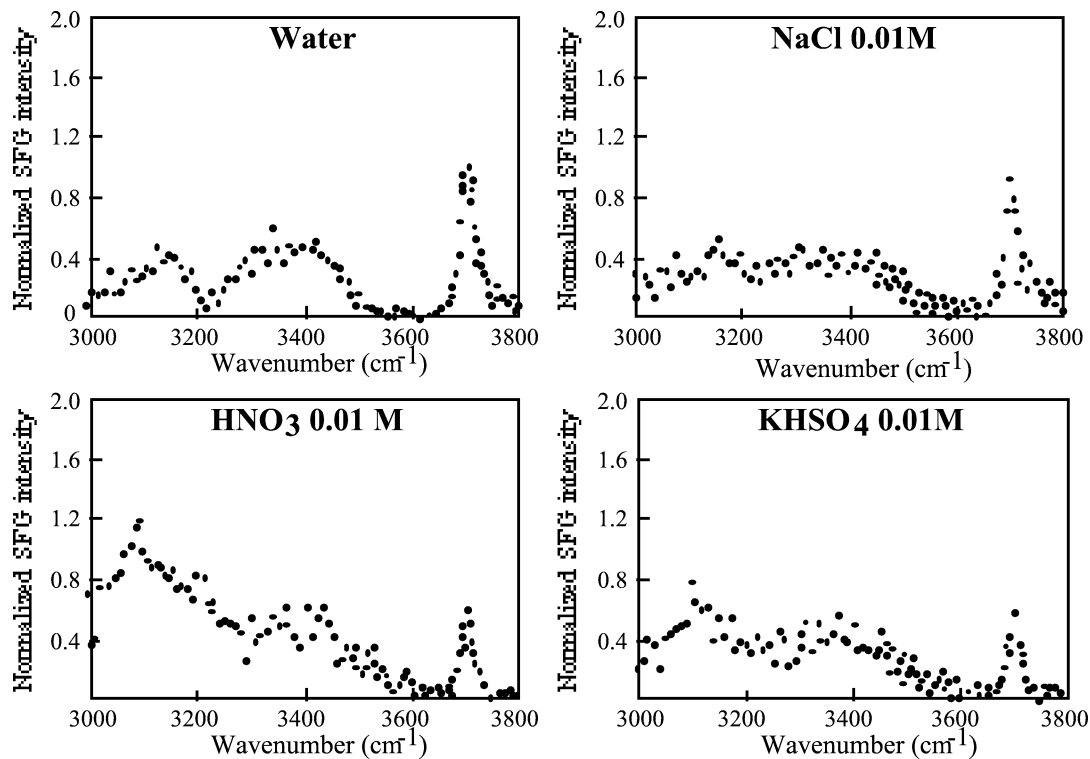 Water
Normalized SFG intensity
2.0
1.6
1.2
0.8
0.4
0
3000 3200 3400 3600 3800
Wavenumber (cm-1)
NaCl 0.01M
Normalized SFG intensity
2.0
1.6
1.2
0.8
0.4
3000 3200 3400 3600 3800
Wavenumber (cm-1)
HNO3 0.01 M
Normalized SFG intensity
2.0
1.6
1.2
0.8
0.4
3000 3200 3400 3600 3800
Wavenumber (cm-1)
KHSO4 0.01M
Normalized SFG intensity
2.0
1.6
1.2
0.8
0.4
3000 3200 3400 3600 3800
Wavenumber (cm-1)